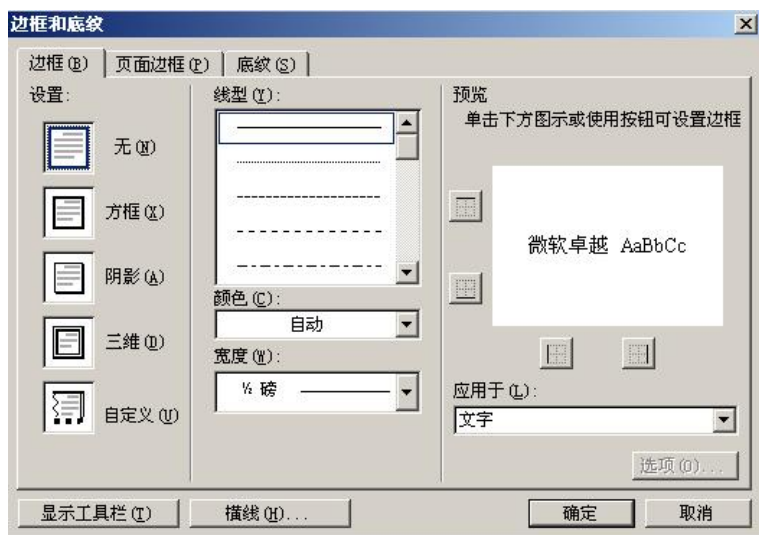 边框和底纹
边框(B) 页面边框(P) 底纹(S)
设置:
无(N)
方框(X)
阴影(A)
三维(D)
自定义(U)
线型(Y):
颜色(C):
自动
宽度(W):
½ 磅
预览
单击下方图示或使用按钮可设置边框
微软卓越 AaBbCc
应用于(L):
文字
选项(O)...
显示工具栏(T) 横线(H)... 确定 取消